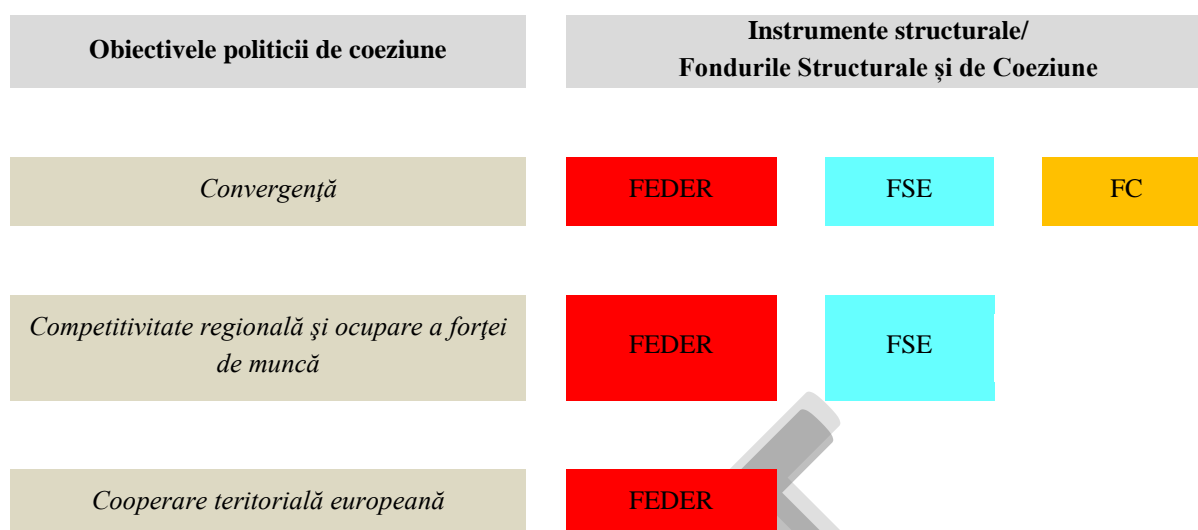 Obiectivele politicii de coeziune
Instrumente structurale/
Fondurile Structurale și de Coeziune
Convergenţă
FEDER
FSE
FC
Competitivitate regională şi ocupare a forţei
de muncă
FEDER
FSE
Cooperare teritorială europeană
FEDER